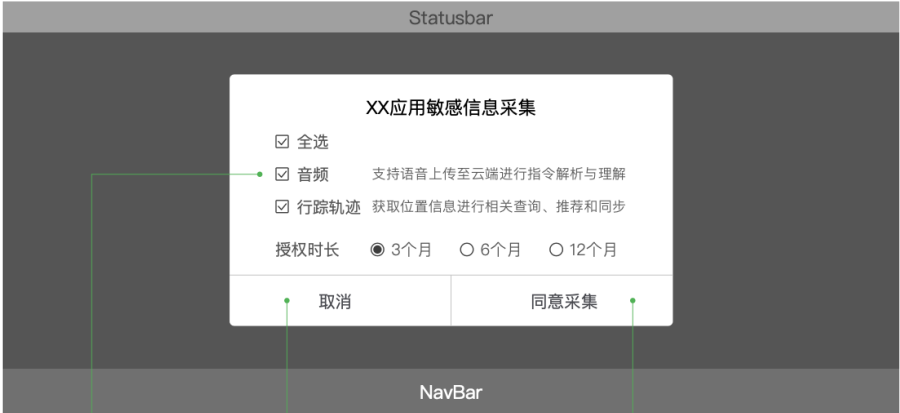 Statusbar
XX应用敏感信息采集
全选
音频 支持语音上传至云端进行指令解析与理解
行踪轨迹 获取位置信息进行相关查询、推荐和同步
授权时长 3个月 6个月 12个月
取消 同意采集
NavBar